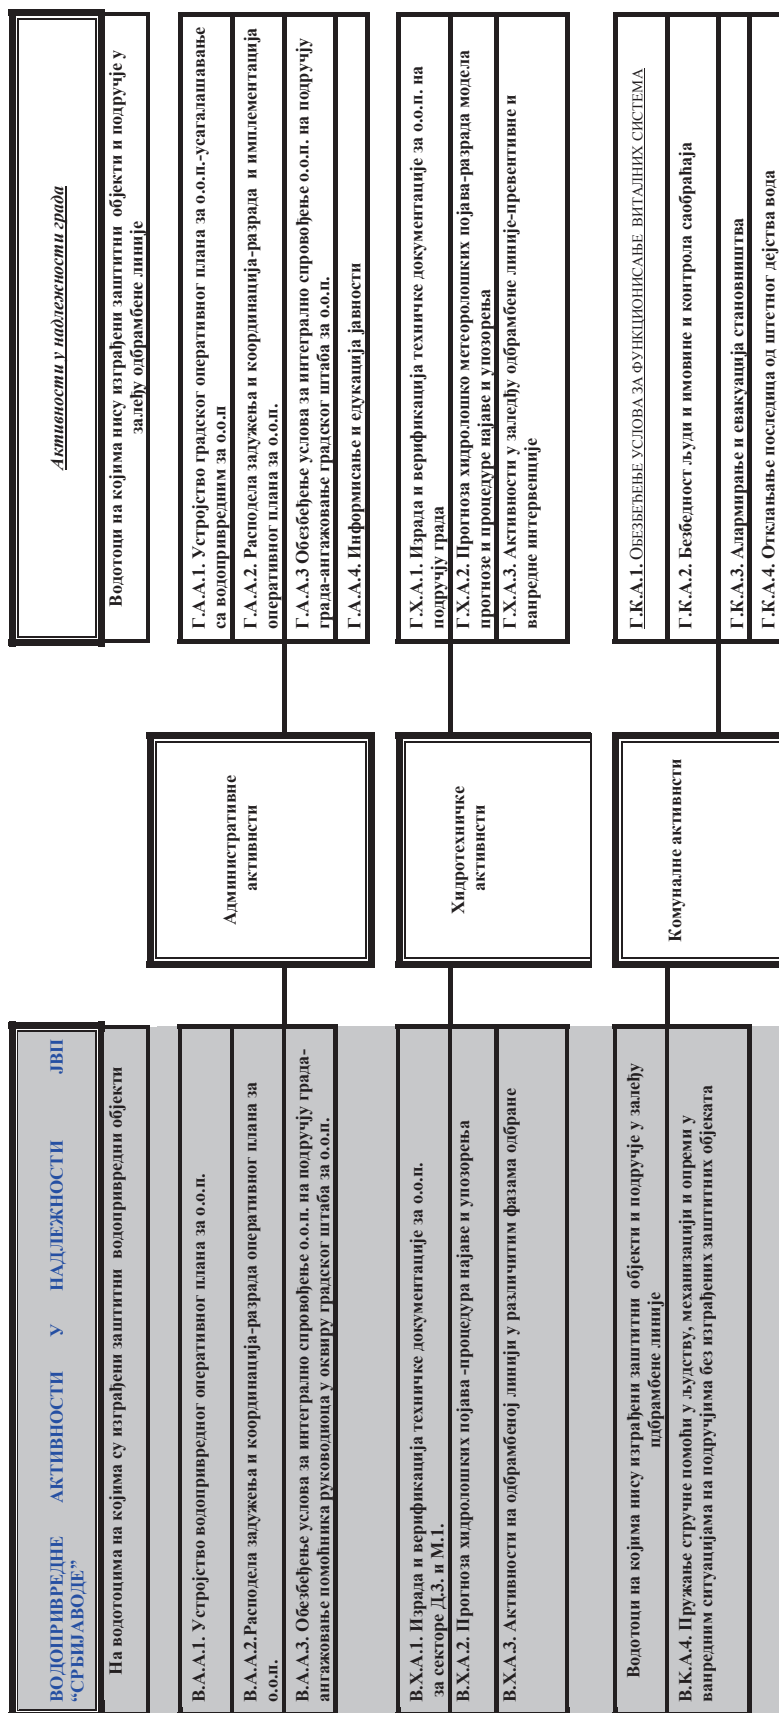 ВОДОПРИВРЕДНЕ АКТИВНОСТИ У НАДЛЕЖНОСТИ ЈВП
“СРБИЈАВОДЕ”
На водотоцима на којима су изграђени заштитни водопривредни објекти
В.А.А.1. Устројство водопривредног оперативног плана за о.о.п.
В.А.А.2.Расподела задужења и координација-разрада оперативног плана за
о.о.п.
В.А.А.3. Обезбеђење услова за интегрално спровођење о.о.п. на подручју града-
ангажовање помоћника руководиоца у оквиру градског штаба за о.о.п.
В.Х.А.1. Израда и верификација техничке документације за о.о.п.
за секторе Д.3. и М.1.
В.Х.А.2. Прогноза хидролошких појава -процедура најаве и упозорења
В.Х.А.3. Активности на одбрамбеној линији у различитим фазама одбране
Водотоци на којим нису изграђени заштитни објекти и подручје у залеђу
пдбрамбене линије
В.К.А.4. Пружање стручне помоћи у људству, механизацији и опреми у
ванредним ситуацијама на подручјима без изграђених заштитних објеката
Административне
активнсти
Хидротехничке
активнсти
Комуналне активнсти
Активности у надлежности града
Водотоци на којима нису изграђени заштитни објекти и подручје у
залеђу одбрамбене линије
Г.А.А.1. Устројство градског оперативног плана за о.о.п.-усагалашавање
са водопривредним за о.о.п
Г.А.А.2. Расподела задужења и координација-разрада и имплементација
оперативног плана за о.о.п.
Г.А.А.3 Обезбеђење услова за интегрално спровођење о.о.п. на подручју
града-ангажовање градског штаба за о.о.п.
Г.А.А.4. Информисање и едукација јавности
Г.Х.А.1. Израда и верификација техничке документације за о.о.п. на
подручју града
Г.Х.А.2. Прогноза хидролошко метеоролошких појава-разрада модела
прогнозе и процедуре најаве и упозорења
Г.Х.А.3. Активности у заледђу одбрамбене линије-превентивне и
ванредне интервенције
Г.К.А.1. ОБЕЗБЕЂЕЊЕ УСЛОВА ЗА ФУНКЦИОНИСАЊЕ ВИТАЛНИХ СИСТЕМА
Г.К.А.2. Безбедност људи и имовине и контрола саобраћаја
Г.К.А.3. Алармирање и евакуација становништва
Г.К.А.4. Отклањање последица од штетног дејства вода